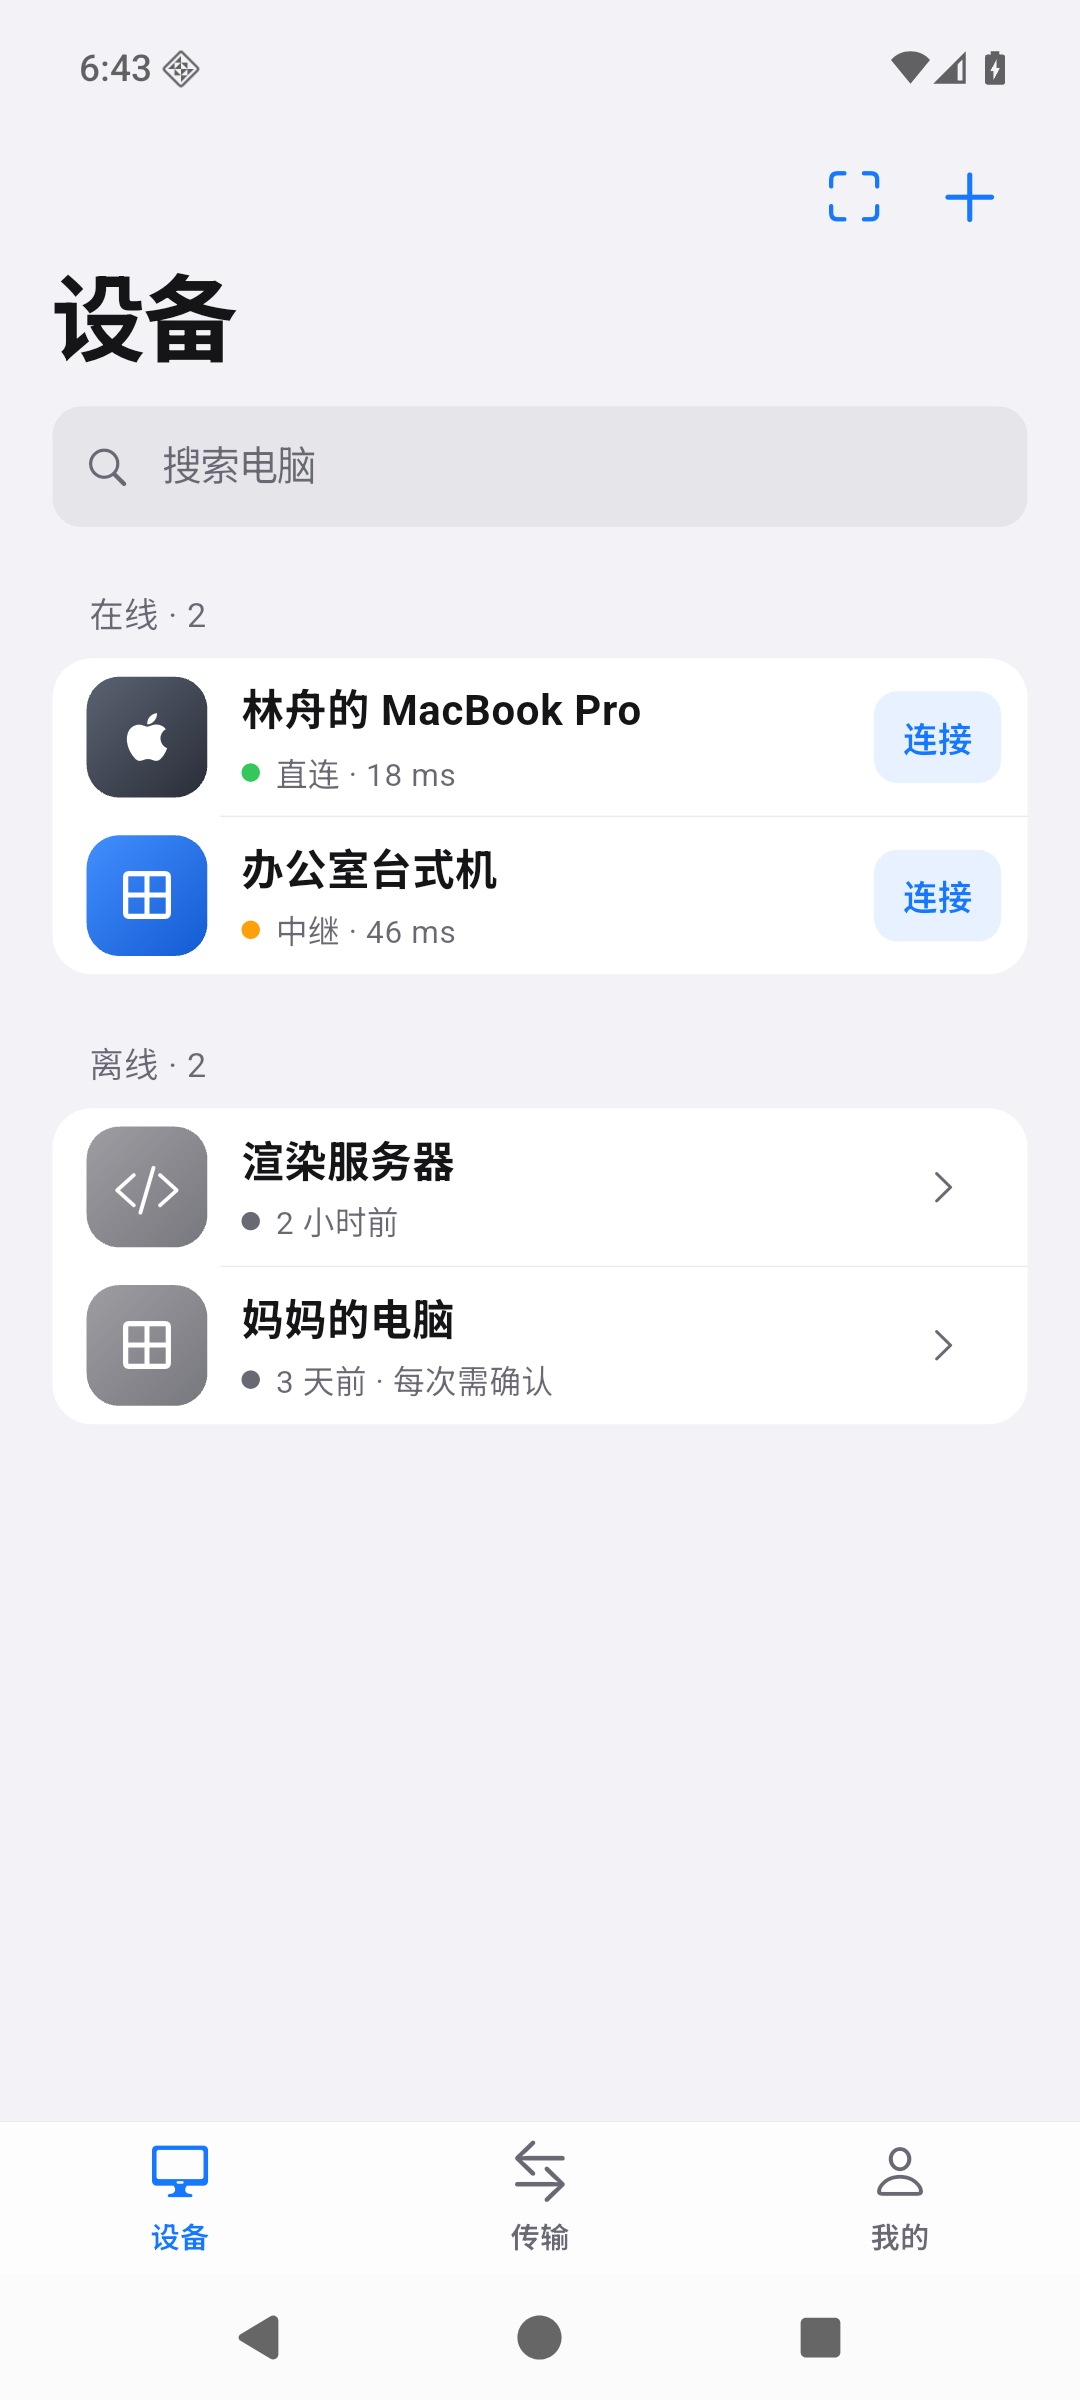 6:43
设备
搜索电脑
在线 · 2
林舟的 MacBook Pro
直连 · 18 ms
连接
办公室台式机
中继 · 46 ms
连接
离线 · 2
渲染服务器
2 小时前
妈妈的电脑
3 天前 · 每次需确认
设备
传输
我的